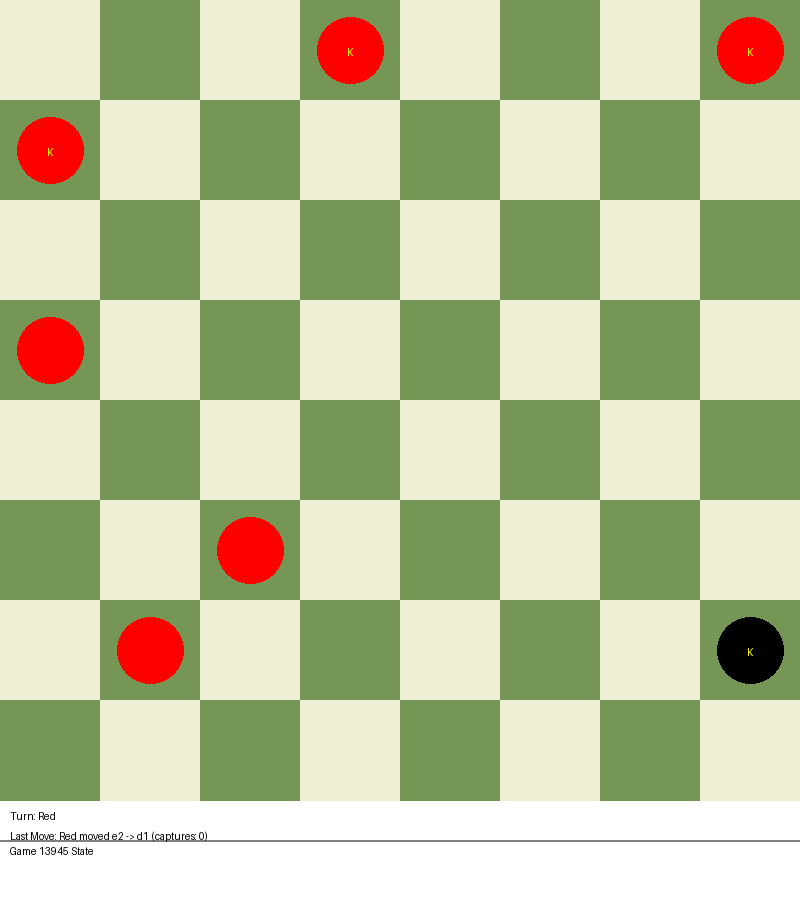 K K
K
K
Turn: Red
Last Move: Red moved e2 -> d1 (captures: 0)
Game 13945 State